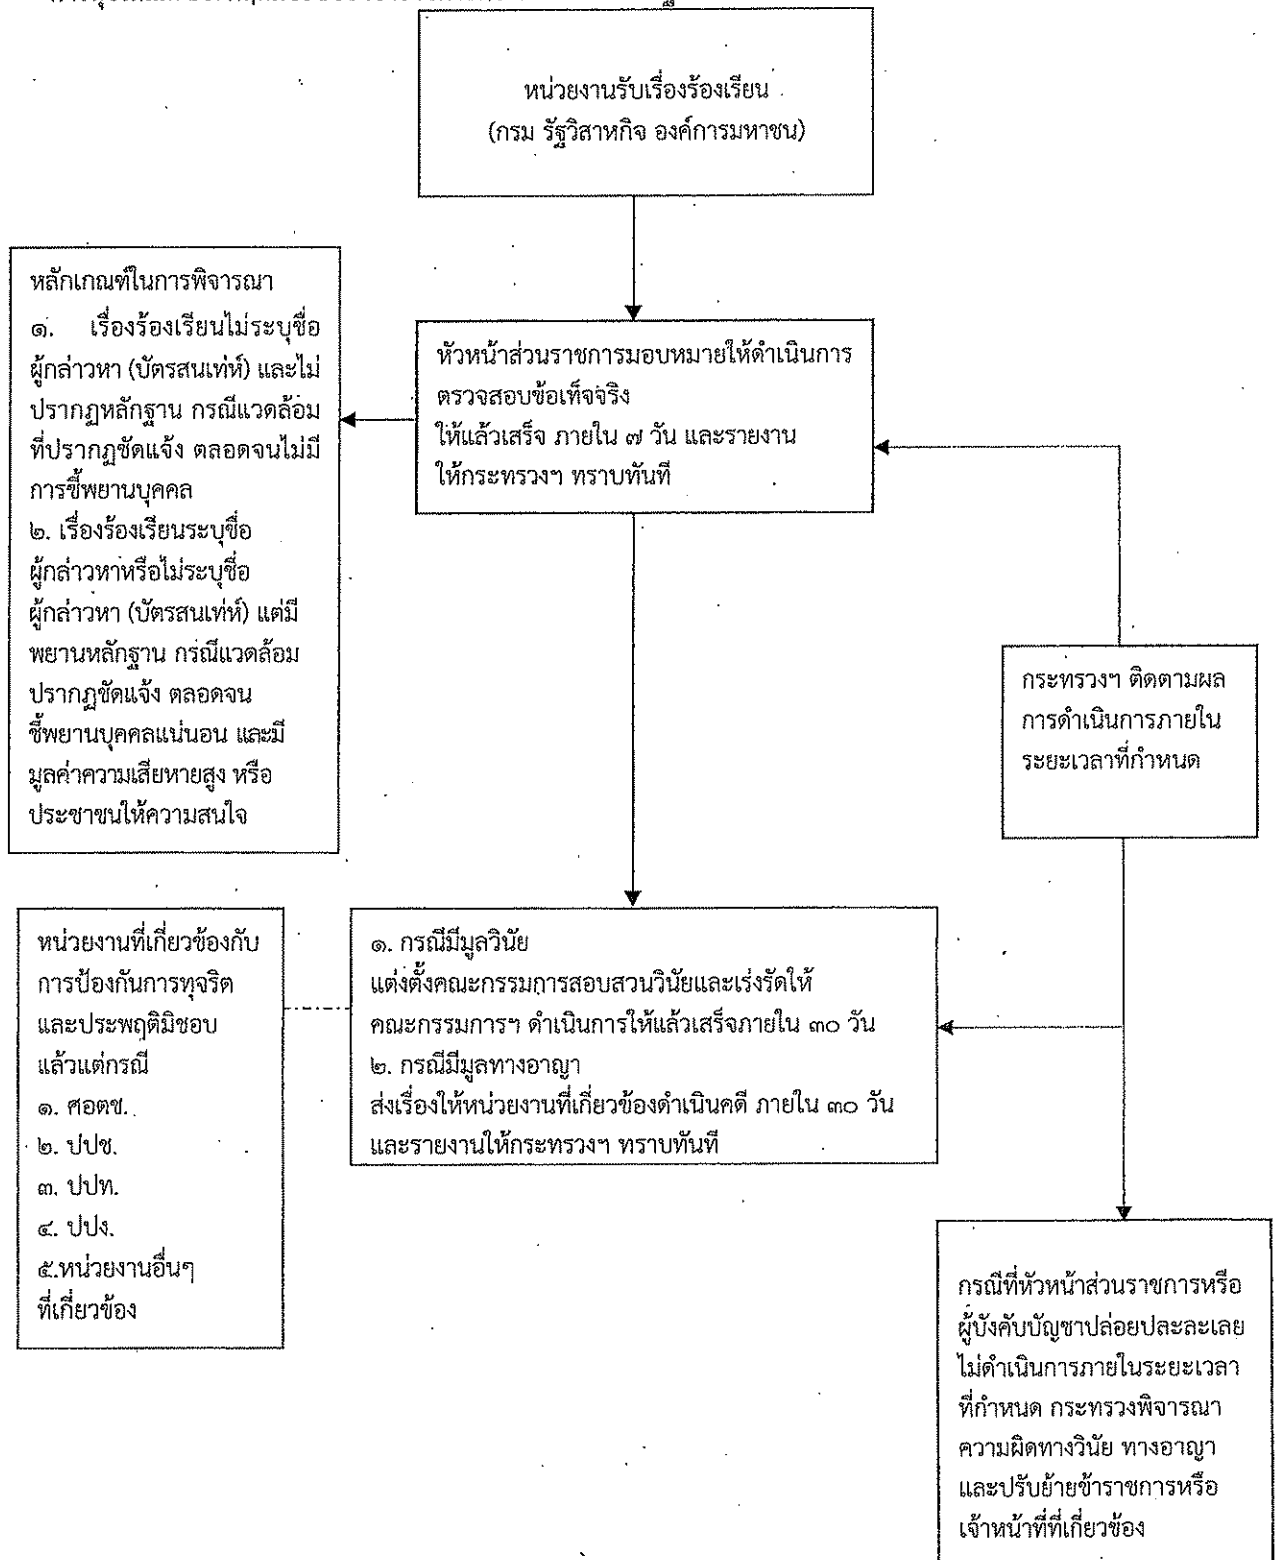 หน่วยงานรับเรื่องร้องเรียน
(กรม รัฐวิสาหกิจ องค์การมหาชน)
หลักเกณฑ์ในการพิจารณา
๑. เรื่องร้องเรียนไม่ระบุชื่อ
ผู้กล่าวหา (บัตรสนเท่ห์) และไม่
ปรากฏหลักฐาน กรณีแวดล้อม
ที่ปรากฏชัดแจ้ง ตลอดจนไม่มี
การชี้พยานบุคคล
๒. เรื่องร้องเรียนระบุชื่อ
ผู้กล่าวหาหรือไม่ระบุชื่อ
ผู้กล่าวหา (บัตรสนเท่ห์) แต่มี
พยานหลักฐาน กรณีแวดล้อม
ปรากฏชัดแจ้ง ตลอดจน
ชี้พยานบุคคลแน่นอน และมี
มูลค่าความเสียหายสูง หรือ
ประชาชนให้ความสนใจ
หัวหน้าส่วนราชการมอบหมายให้ดำเนินการ
ตรวจสอบข้อเท็จจริง
ให้แล้วเสร็จ ภายใน ๗ วัน และรายงาน
ให้กระทรวงฯ ทราบทันที
กระทรวงฯ ติดตามผล
การดำเนินการภายใน
ระยะเวลาที่กำหนด
หน่วยงานที่เกี่ยวข้องกับ
การป้องกันการทุจริต
และประพฤติมิชอบ
แล้วแต่กรณี
๑. ศอตช.
๒. ปปช.
๓. ปปท.
๔. ปปง.
๕.หน่วยงานอื่นๆ
ที่เกี่ยวข้อง
๑. กรณีมีมูลวินัย
แต่งตั้งคณะกรรมการสอบสวนวินัยและเร่งรัดให้
คณะกรรมการฯ ดำเนินการให้แล้วเสร็จภายใน ๓๐ วัน
๒. กรณีมีมูลทางอาญา
ส่งเรื่องให้หน่วยงานที่เกี่ยวข้องดำเนินคดี ภายใน ๓๐ วัน
และรายงานให้กระทรวงฯ ทราบทันที
กรณีที่หัวหน้าส่วนราชการหรือ
ผู้บังคับบัญชาปล่อยปละละเลย
ไม่ดำเนินการภายในระยะเวลา
ที่กำหนด กระทรวงพิจารณา
ความผิดทางวินัย ทางอาญา
และปรับย้ายข้าราชการหรือ
เจ้าหน้าที่ที่เกี่ยวข้อง